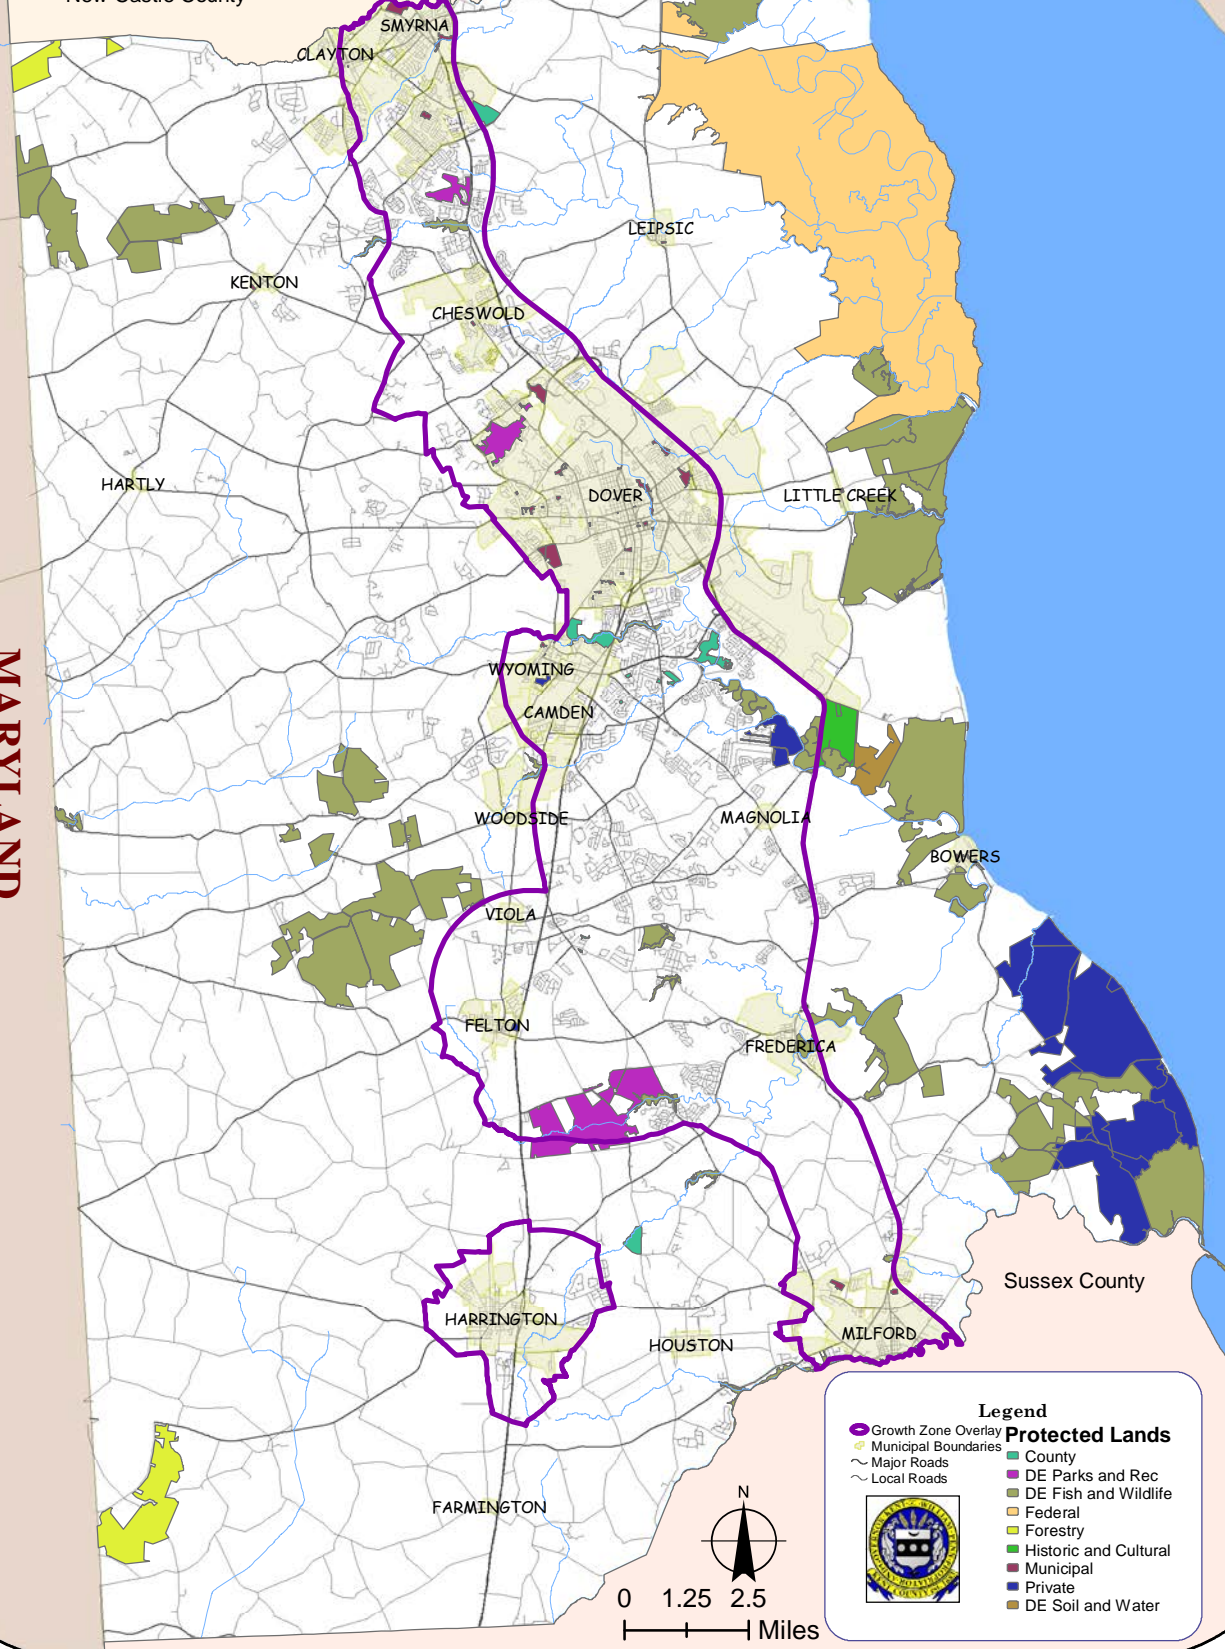 New Castle County
SMYRNA
CLAYTON
LEIPSIC
KENTON
CHESWOLD
HARTLY
DOVER
LITTLE CREEK
MARYLAND
WYOMING
CAMDEN
WOODSIDE
MAGNOLIA
BOWERS
VIOLA
FELTON
FREDERICA
Sussex County
HARRINGTON
HOUSTON
MILFORD
FARMINGTON
N
0 1.25 2.5
Miles
Legend
Growth Zone Overlay
Municipal Boundaries
Major Roads
Local Roads
Protected Lands
County
DE Parks and Rec
DE Fish and Wildlife
Federal
Forestry
Historic and Cultural
Municipal
Private
DE Soil and Water